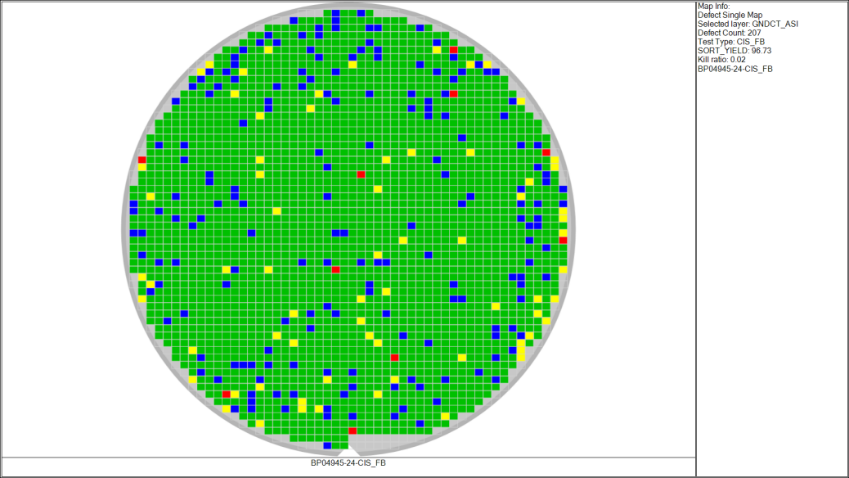 Map Info:
Defect Single Map
Selected layer: GNDCT_ASI
Defect Count: 207
Test Type: CIS_FB
SORT_YIELD: 96.73
Kill ratio: 0.02
BP04945-24-CIS_FB
BP04945-24-CIS_FB